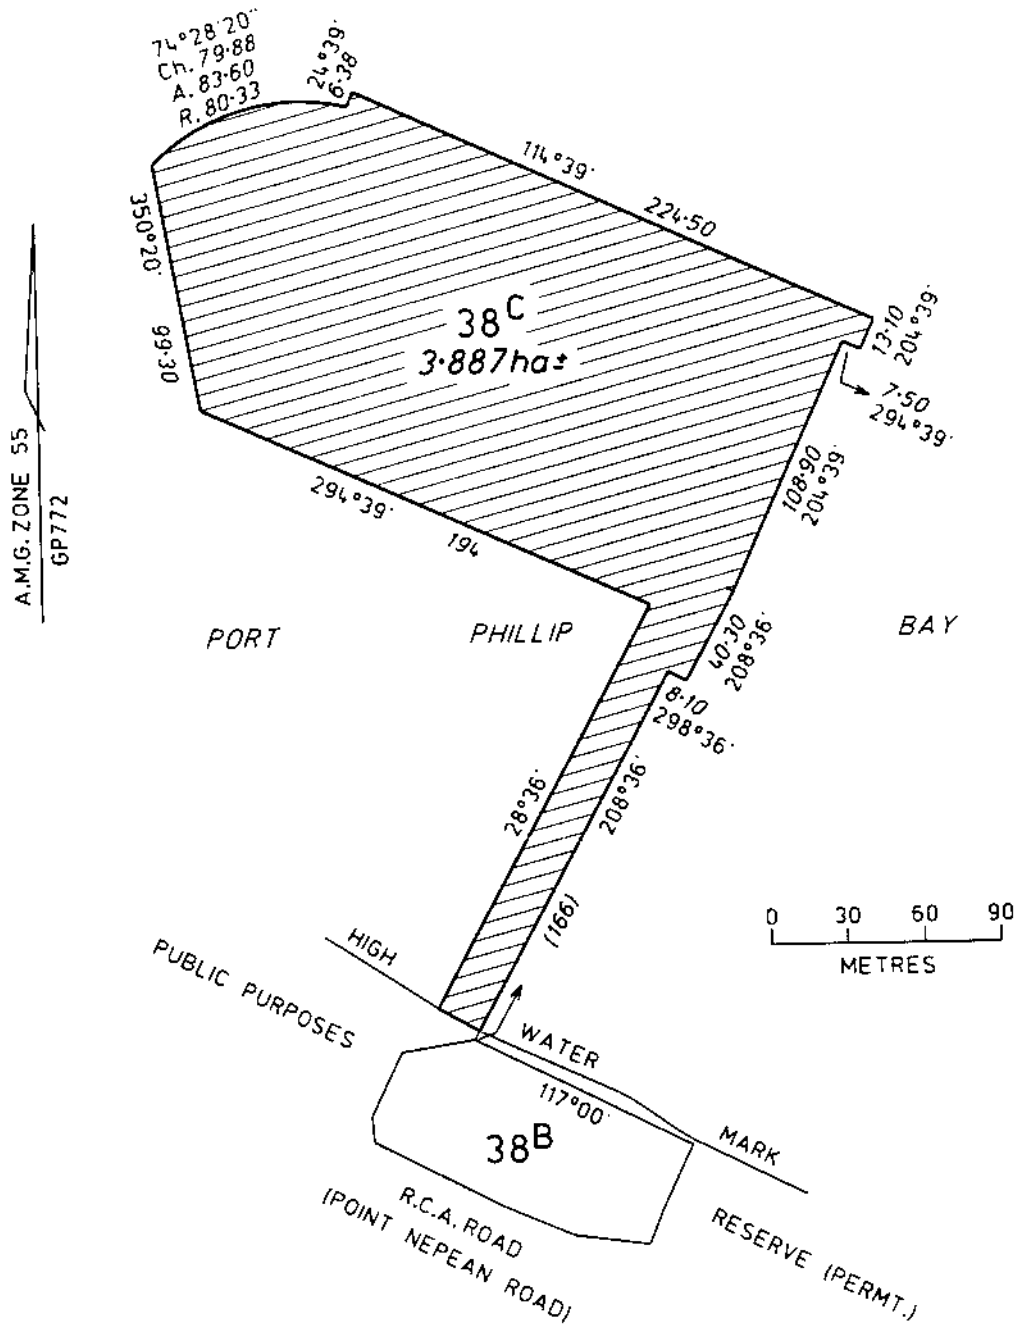 74°28'20"
Ch. 79·88
A. 83·60
R. 80·33
24°39'
6·38
114°39'
224·50
350°20'
99·30
38C
3·887ha±
13·10
204°39'
7·50
294°39'
108·90
204°39'
A.M.G. ZONE 55
GP772
294°39'
194
PORT PHILLIP BAY
40·30
208°36'
8·10
298°36'
28°36'
208°36'
(166)
0 30 60 90
METRES
HIGH WATER MARK
PUBLIC PURPOSES RESERVE (PERMT.)
117°00'
38B
R.C.A. ROAD
(POINT NEPEAN ROAD)